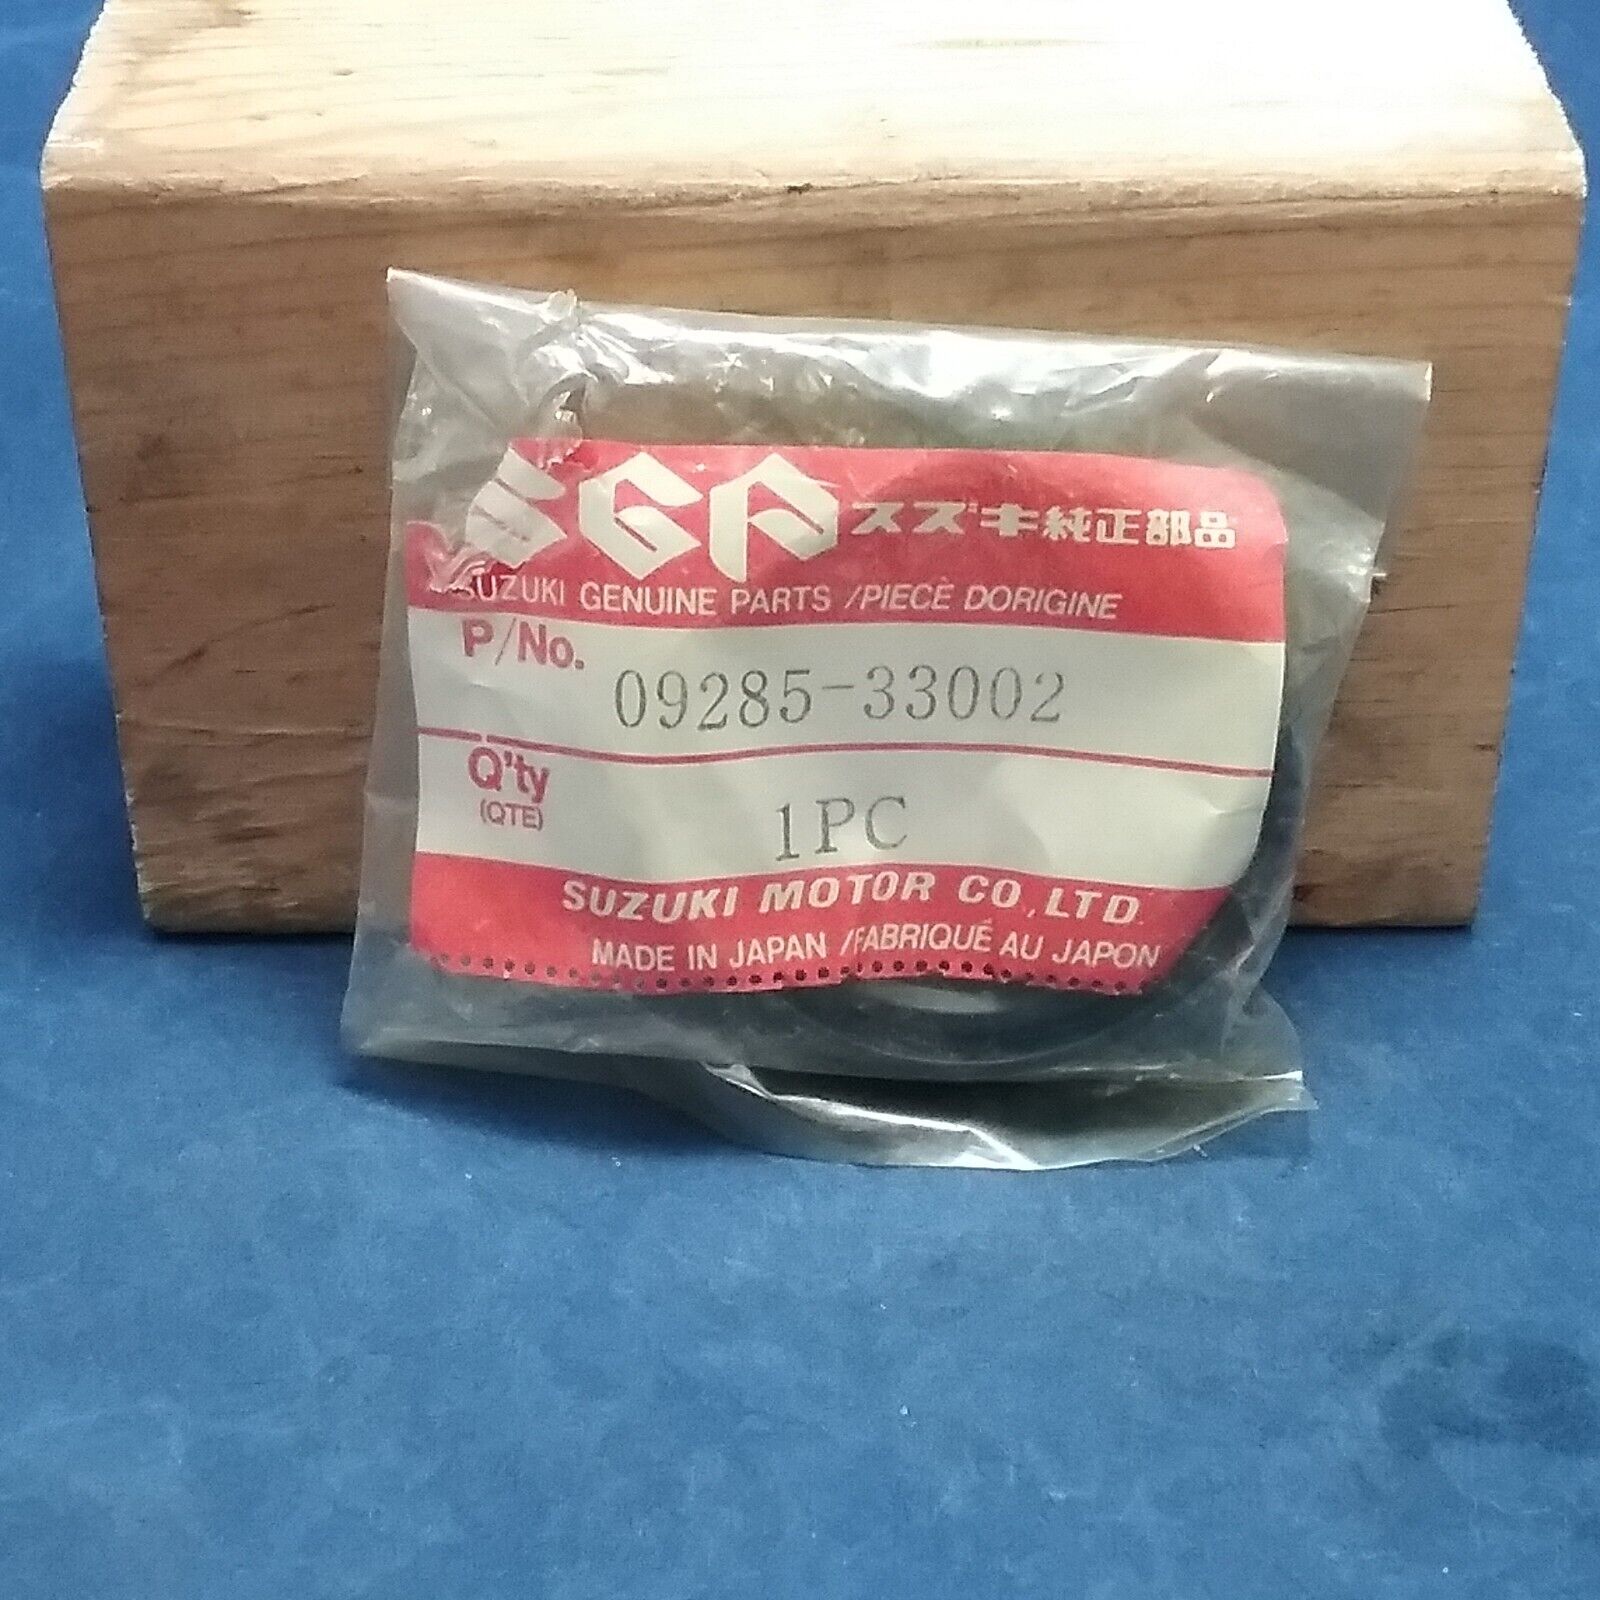 SGP スズキ純正部品
SUZUKI GENUINE PARTS /PIECÈ DORIGINE
P/No.
09285-33002
Q'ty
(QTE)
1PC
SUZUKI MOTOR CO., LTD.
MADE IN JAPAN /FABRIQUÉ AU JAPON